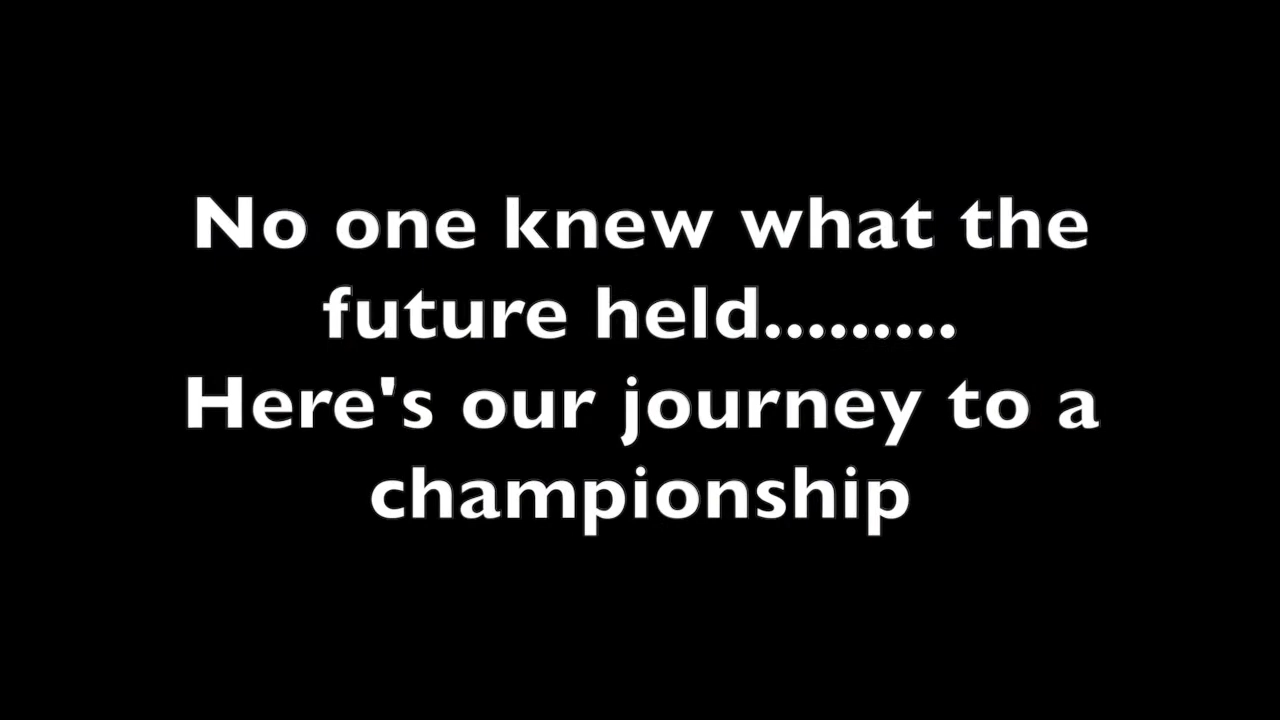 No one knew what the
future held.........
Here's our journey to a
championship